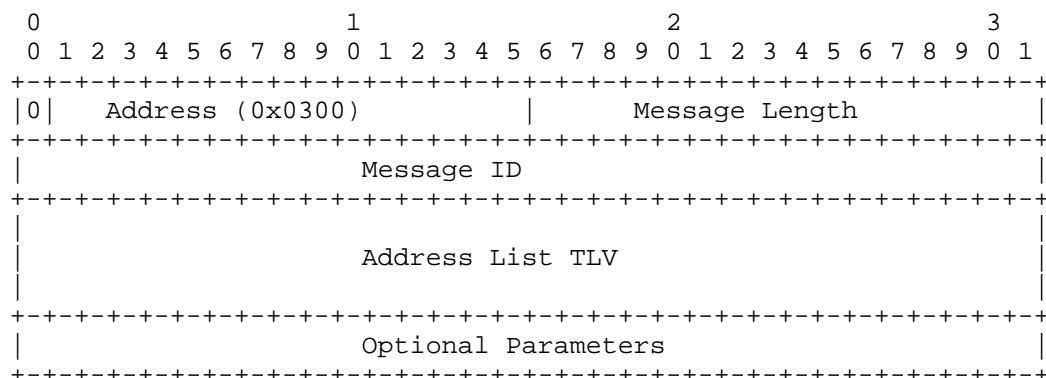 0                   1                   2                   3
 0 1 2 3 4 5 6 7 8 9 0 1 2 3 4 5 6 7 8 9 0 1 2 3 4 5 6 7 8 9 0 1
+-+-+-+-+-+-+-+-+-+-+-+-+-+-+-+-+-+-+-+-+-+-+-+-+-+-+-+-+-+-+-+-+
|0|   Address (0x0300)            |      Message Length           |
+-+-+-+-+-+-+-+-+-+-+-+-+-+-+-+-+-+-+-+-+-+-+-+-+-+-+-+-+-+-+-+-+
|                     Message ID                                |
+-+-+-+-+-+-+-+-+-+-+-+-+-+-+-+-+-+-+-+-+-+-+-+-+-+-+-+-+-+-+-+-+
|                                                               |
|                     Address List TLV                          |
|                                                               |
+-+-+-+-+-+-+-+-+-+-+-+-+-+-+-+-+-+-+-+-+-+-+-+-+-+-+-+-+-+-+-+-+
|                     Optional Parameters                       |
+-+-+-+-+-+-+-+-+-+-+-+-+-+-+-+-+-+-+-+-+-+-+-+-+-+-+-+-+-+-+-+-+